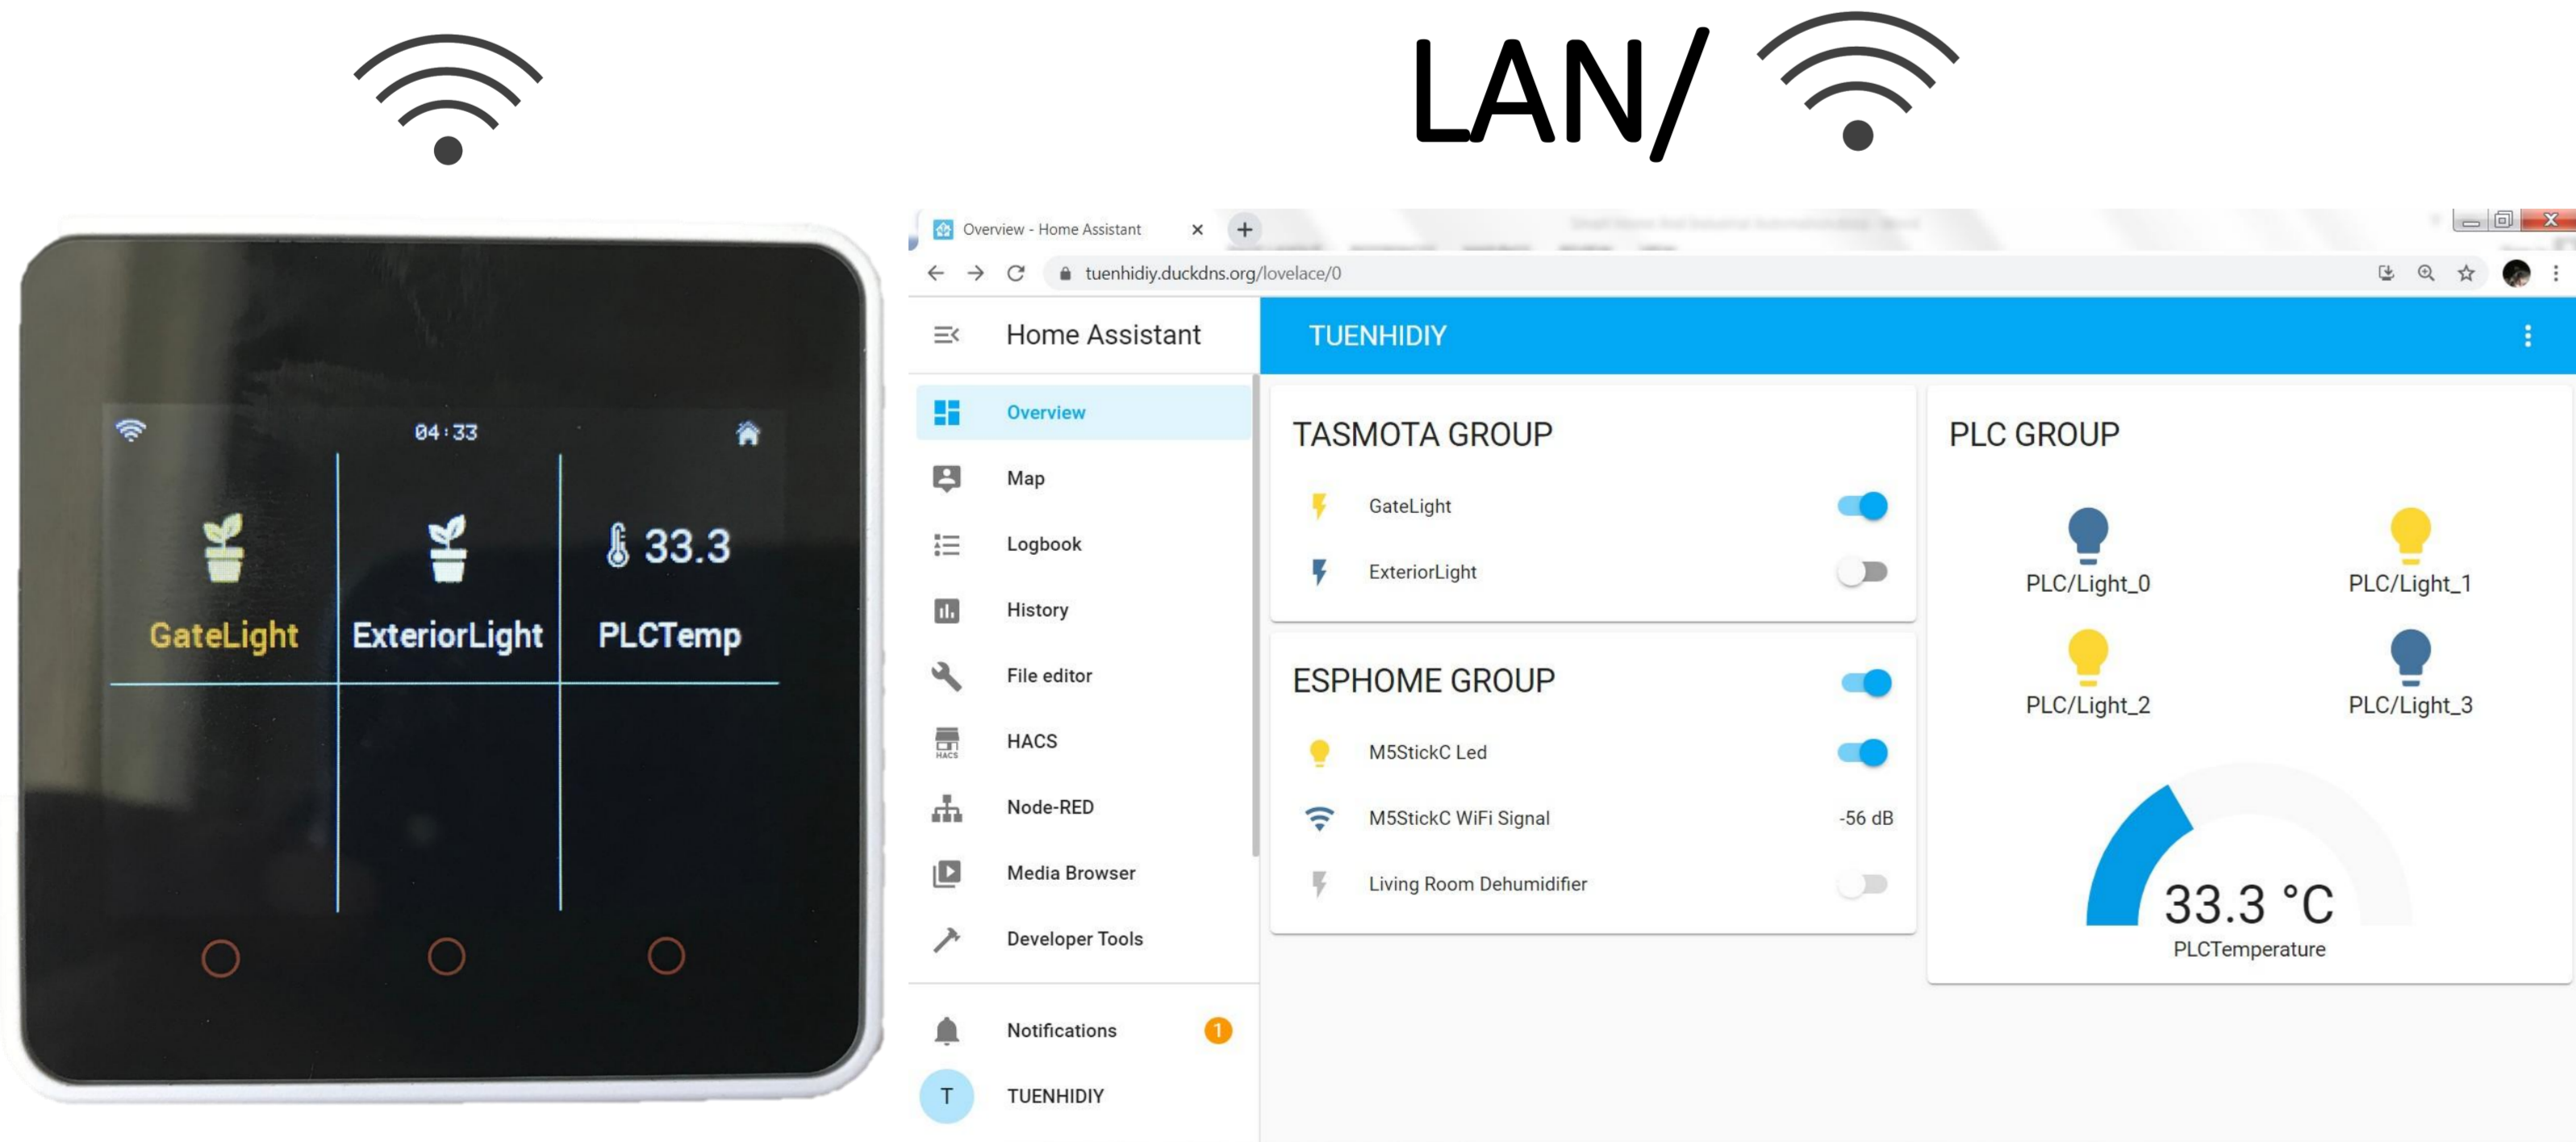 LAN/
04:33
33.3
GateLight
ExteriorLight
PLCTemp
Overview - Home Assistant
tuenhidiy.duckdns.org/lovelace/0
Home Assistant
TUENHIDIY
Overview
Map
Logbook
History
File editor
HACS
HACS
Node-RED
Media Browser
Developer Tools
Notifications
1
T
TUENHIDIY
TASMOTA GROUP
GateLight
ExteriorLight
ESPHOME GROUP
M5StickC Led
M5StickC WiFi Signal
-56 dB
Living Room Dehumidifier
PLC GROUP
PLC/Light_0
PLC/Light_1
PLC/Light_2
PLC/Light_3
33.3 °C
PLCTemperature